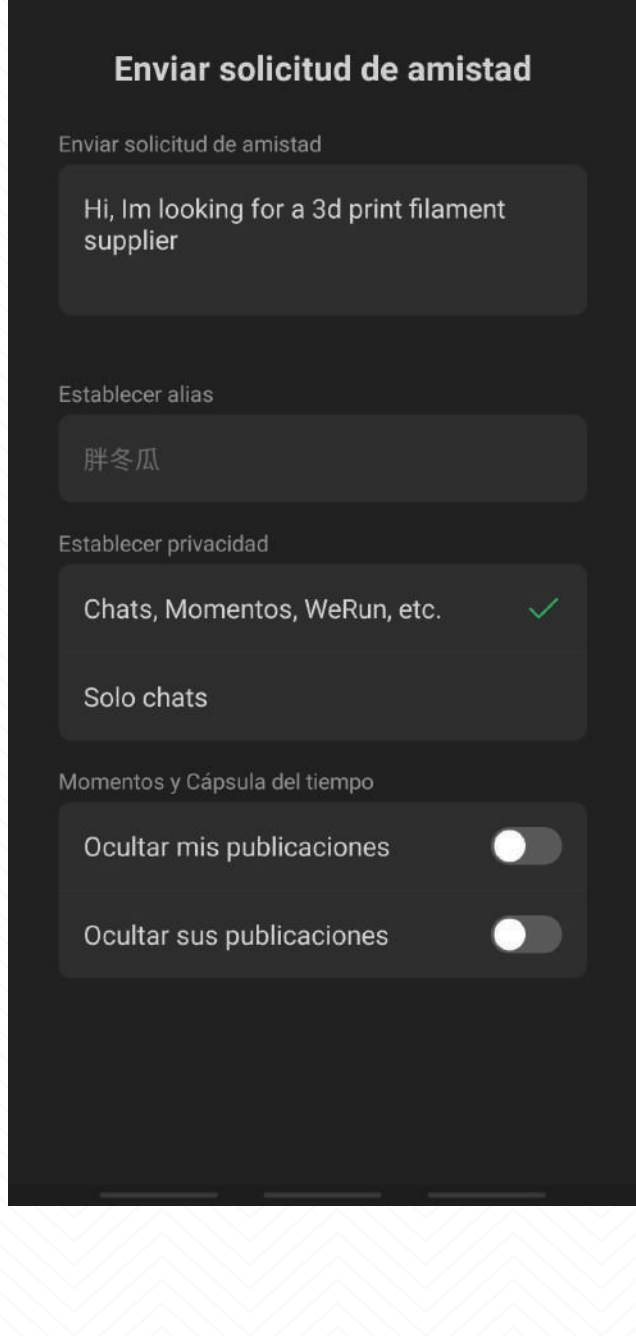 Enviar solicitud de amistad
Enviar solicitud de amistad
Hi, Im looking for a 3d print filament
supplier
Establecer alias
胖冬瓜
Establecer privacidad
Chats, Momentos, WeRun, etc.
Solo chats
Momentos y Cápsula del tiempo
Ocultar mis publicaciones
Ocultar sus publicaciones